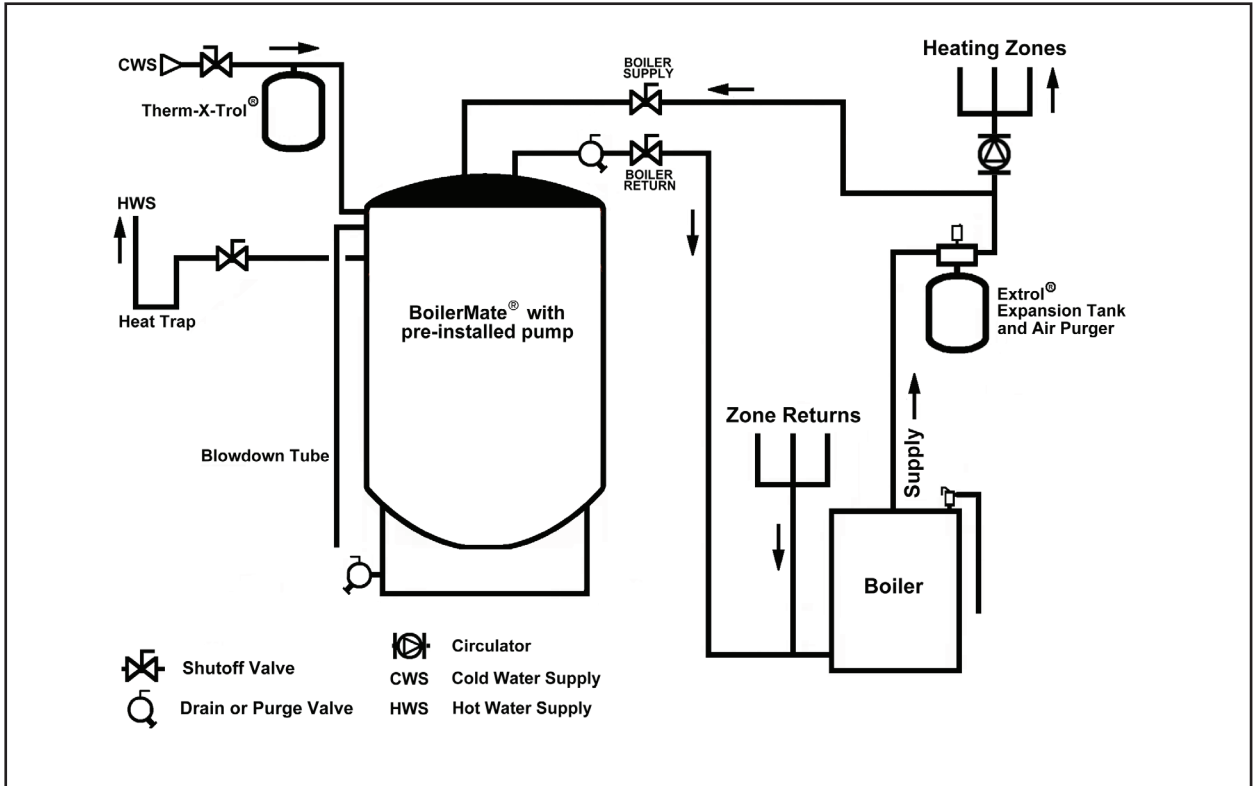 CWS
Therm-X-Trol®
BOILER
SUPPLY
Heating Zones
BOILER
RETURN
HWS
Heat Trap
BoilerMate® with
pre-installed pump
Extrol®
Expansion Tank
and Air Purger
Zone Returns
Blowdown Tube
Supply
Boiler
Shutoff Valve
Drain or Purge Valve
Circulator
CWS Cold Water Supply
HWS Hot Water Supply